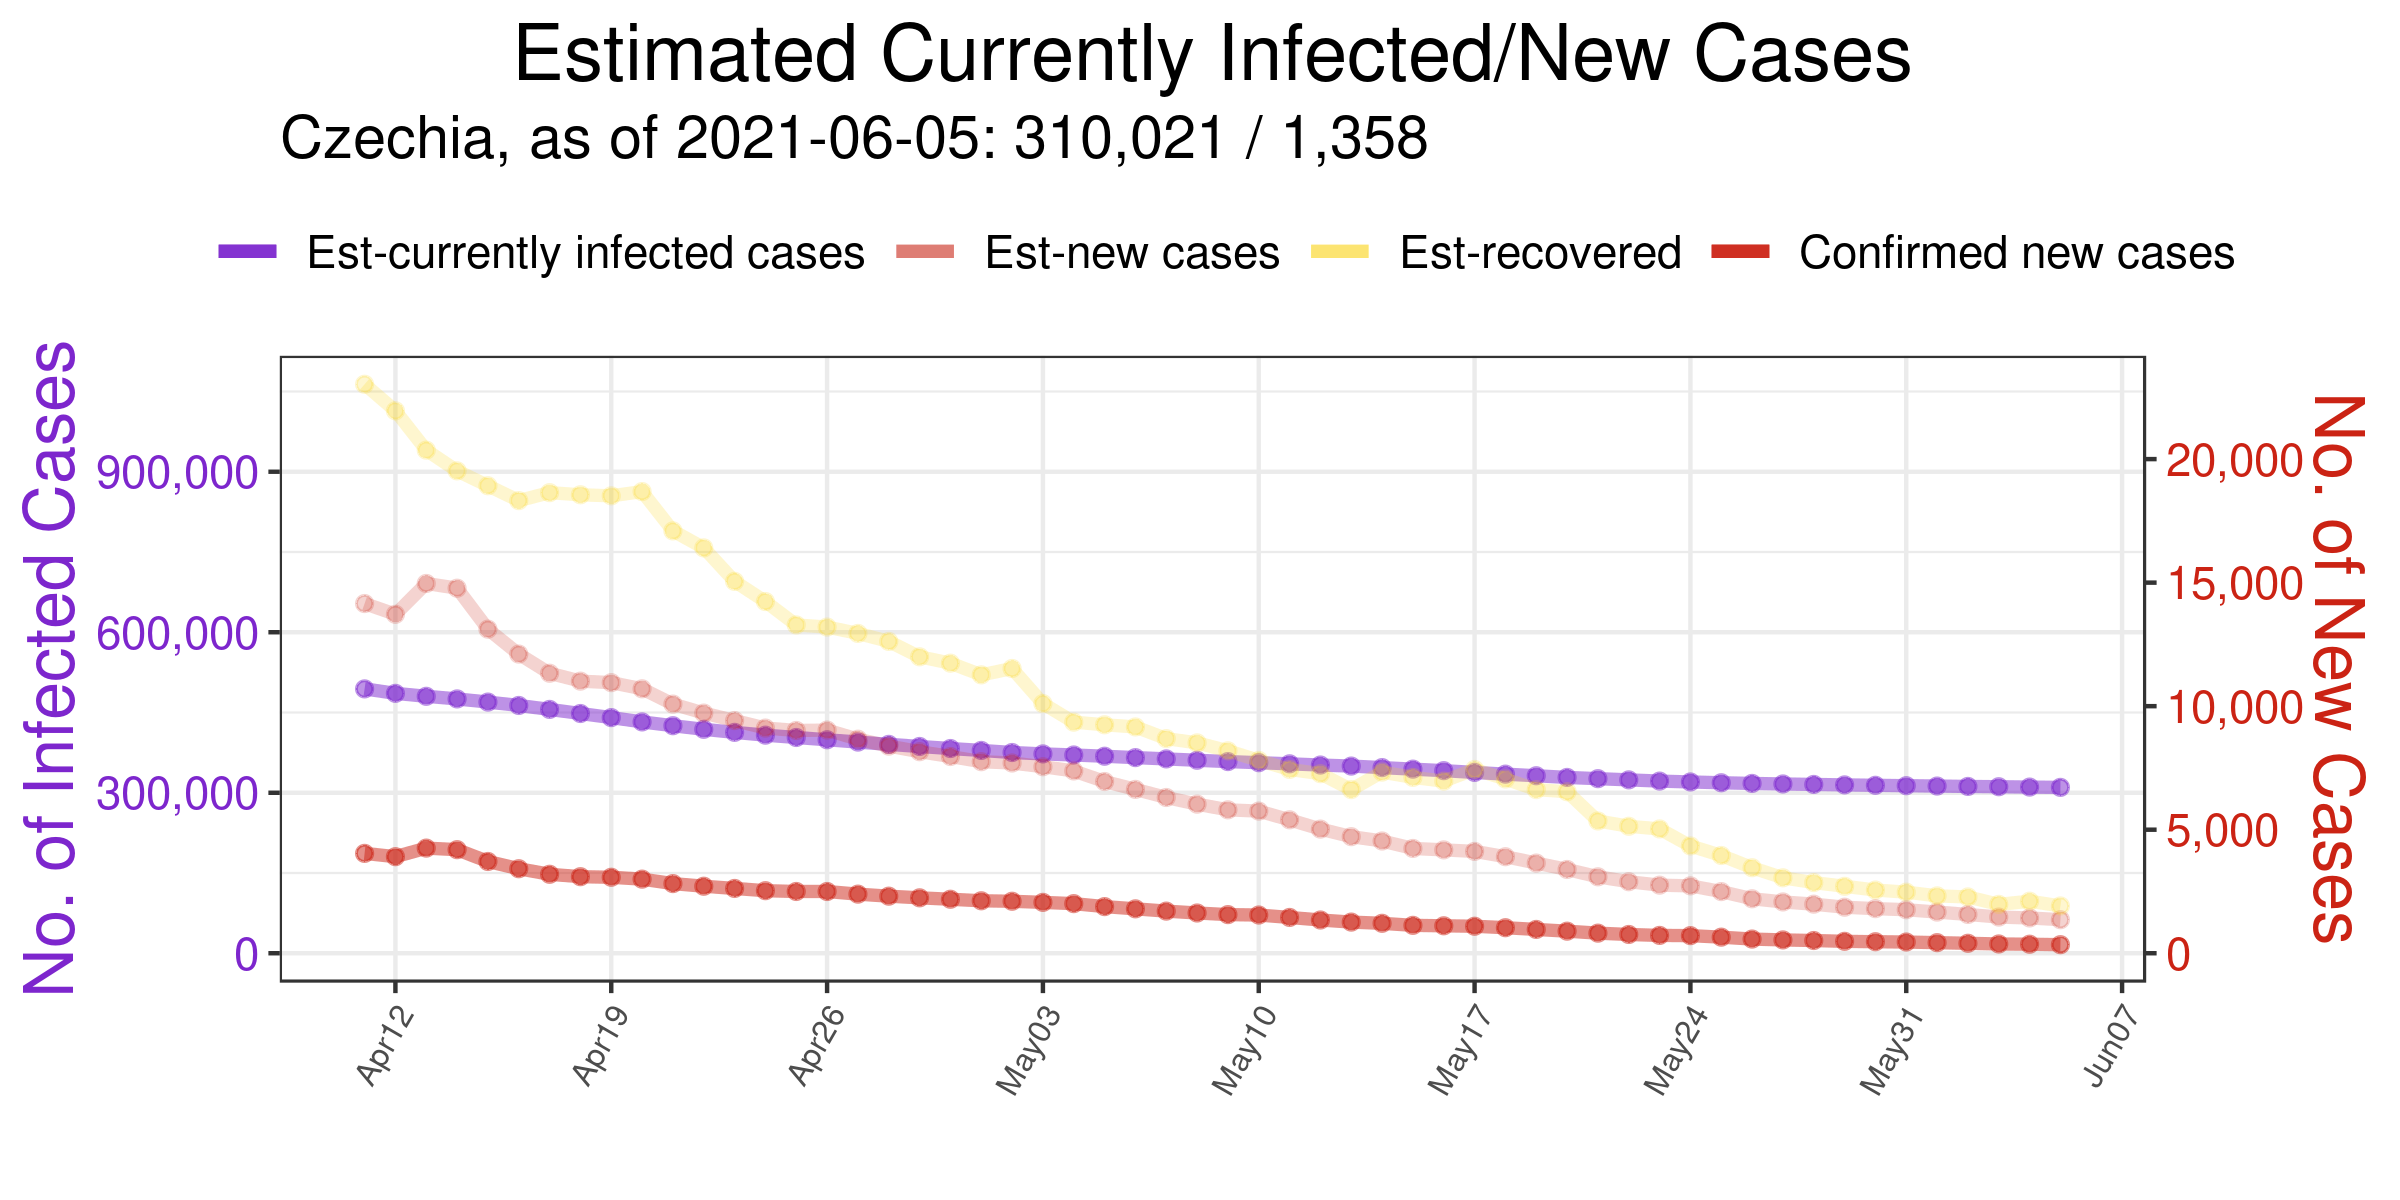 Estimated Currently Infected/New Cases
Czechia, as of 2021-06-05: 310,021 / 1,358
Est-currently infected cases Est-new cases Est-recovered Confirmed new cases
No. of Infected Cases
900,000
600,000
300,000
0
20,000
15,000
10,000
5,000
0
No. of New Cases
Apr12 Apr19 Apr26 May03 May10 May17 May24 May31 Jun07